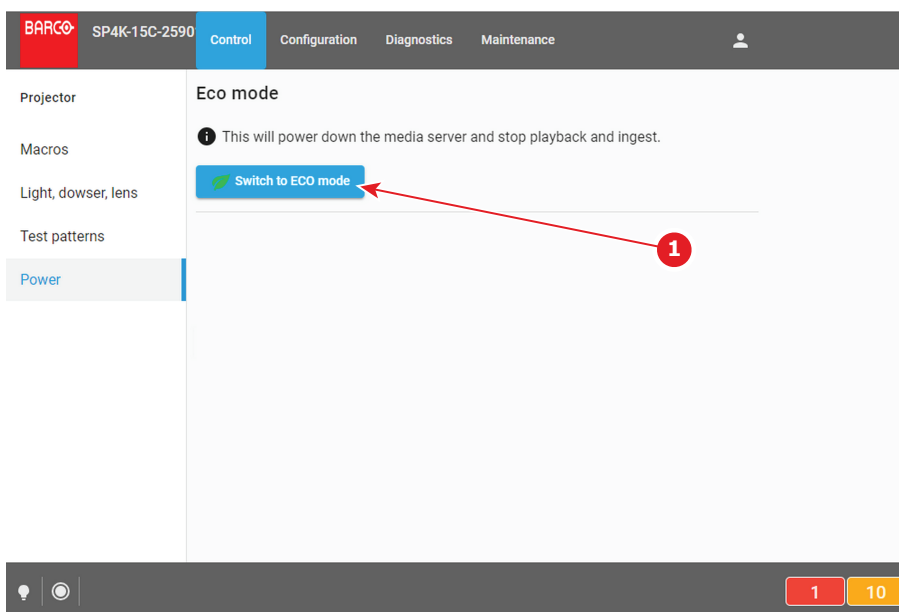 BARCO
SP4K-15C-2590
Control
Configuration
Diagnostics
Maintenance
Projector
Macros
Light, dowser, lens
Test patterns
Power
Eco mode
This will power down the media server and stop playback and ingest.
Switch to ECO mode
1
1
10